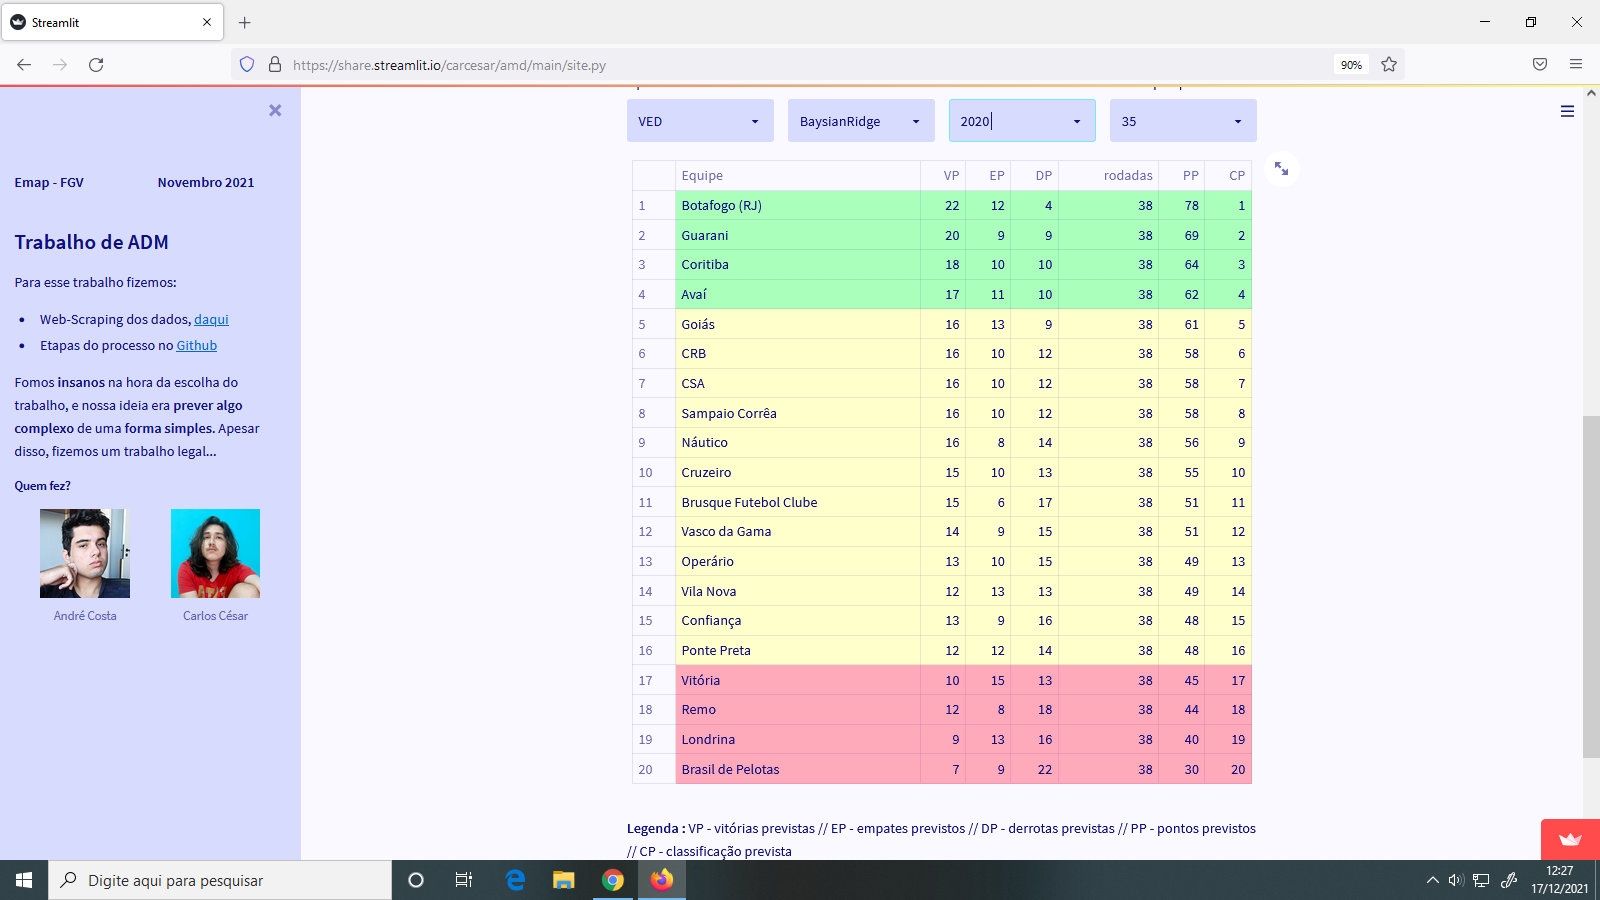 Streamlit
https://share.streamlit.io/carcesar/amd/main/site.py
90%
Emap - FGV Novembro 2021
Trabalho de ADM
Para esse trabalho fizemos:
• Web-Scraping dos dados, daqui
• Etapas do processo no Github
Fomos insanos na hora da escolha do
trabalho, e nossa ideia era prever algo
complexo de uma forma simples. Apesar
disso, fizemos um trabalho legal...
Quem fez?
André Costa Carlos César
VED BaysianRidge 2020 35
Equipe VP EP DP rodadas PP CP
1 Botafogo (RJ) 22 12 4 38 78 1
2 Guarani 20 9 9 38 69 2
3 Coritiba 18 10 10 38 64 3
4 Avaí 17 11 10 38 62 4
5 Goiás 16 13 9 38 61 5
6 CRB 16 10 12 38 58 6
7 CSA 16 10 12 38 58 7
8 Sampaio Corrêa 16 10 12 38 58 8
9 Náutico 16 8 14 38 56 9
10 Cruzeiro 15 10 13 38 55 10
11 Brusque Futebol Clube 15 6 17 38 51 11
12 Vasco da Gama 14 9 15 38 51 12
13 Operário 13 10 15 38 49 13
14 Vila Nova 12 13 13 38 49 14
15 Confiança 13 9 16 38 48 15
16 Ponte Preta 12 12 14 38 48 16
17 Vitória 10 15 13 38 45 17
18 Remo 12 8 18 38 44 18
19 Londrina 9 13 16 38 40 19
20 Brasil de Pelotas 7 9 22 38 30 20
Legenda : VP - vitórias previstas // EP - empates previstos // DP - derrotas previstas // PP - pontos previstos
// CP - classificação prevista
Digite aqui para pesquisar
12:27
17/12/2021